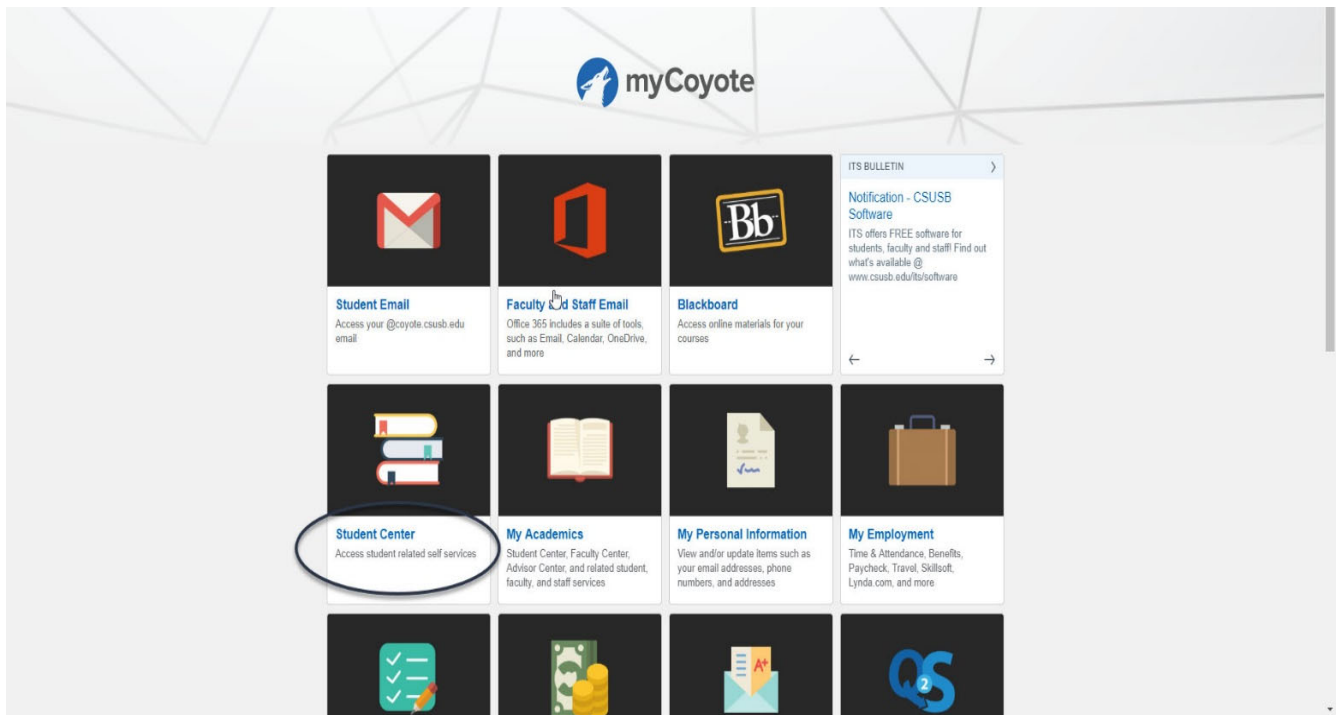 myCoyote
Bb
ITS BULLETIN
Notification - CSUSB
Software
ITS offers FREE software for
students, faculty and staff! Find out
what's available @
www.csusb.edu/its/software
Student Email
Access your @coyote.csusb.edu
email
Faculty and Staff Email
Office 365 includes a suite of tools,
such as Email, Calendar, OneDrive,
and more
Blackboard
Access online materials for your
courses
Student Center
Access student related self services
My Academics
Student Center, Faculty Center,
Advisor Center, and related student,
faculty, and staff services
My Personal Information
View and/or update items such as
your email addresses, phone
numbers, and addresses
My Employment
Time & Attendance, Benefits,
Paycheck, Travel, Skillsoft,
Lynda.com, and more
A+
QS
2